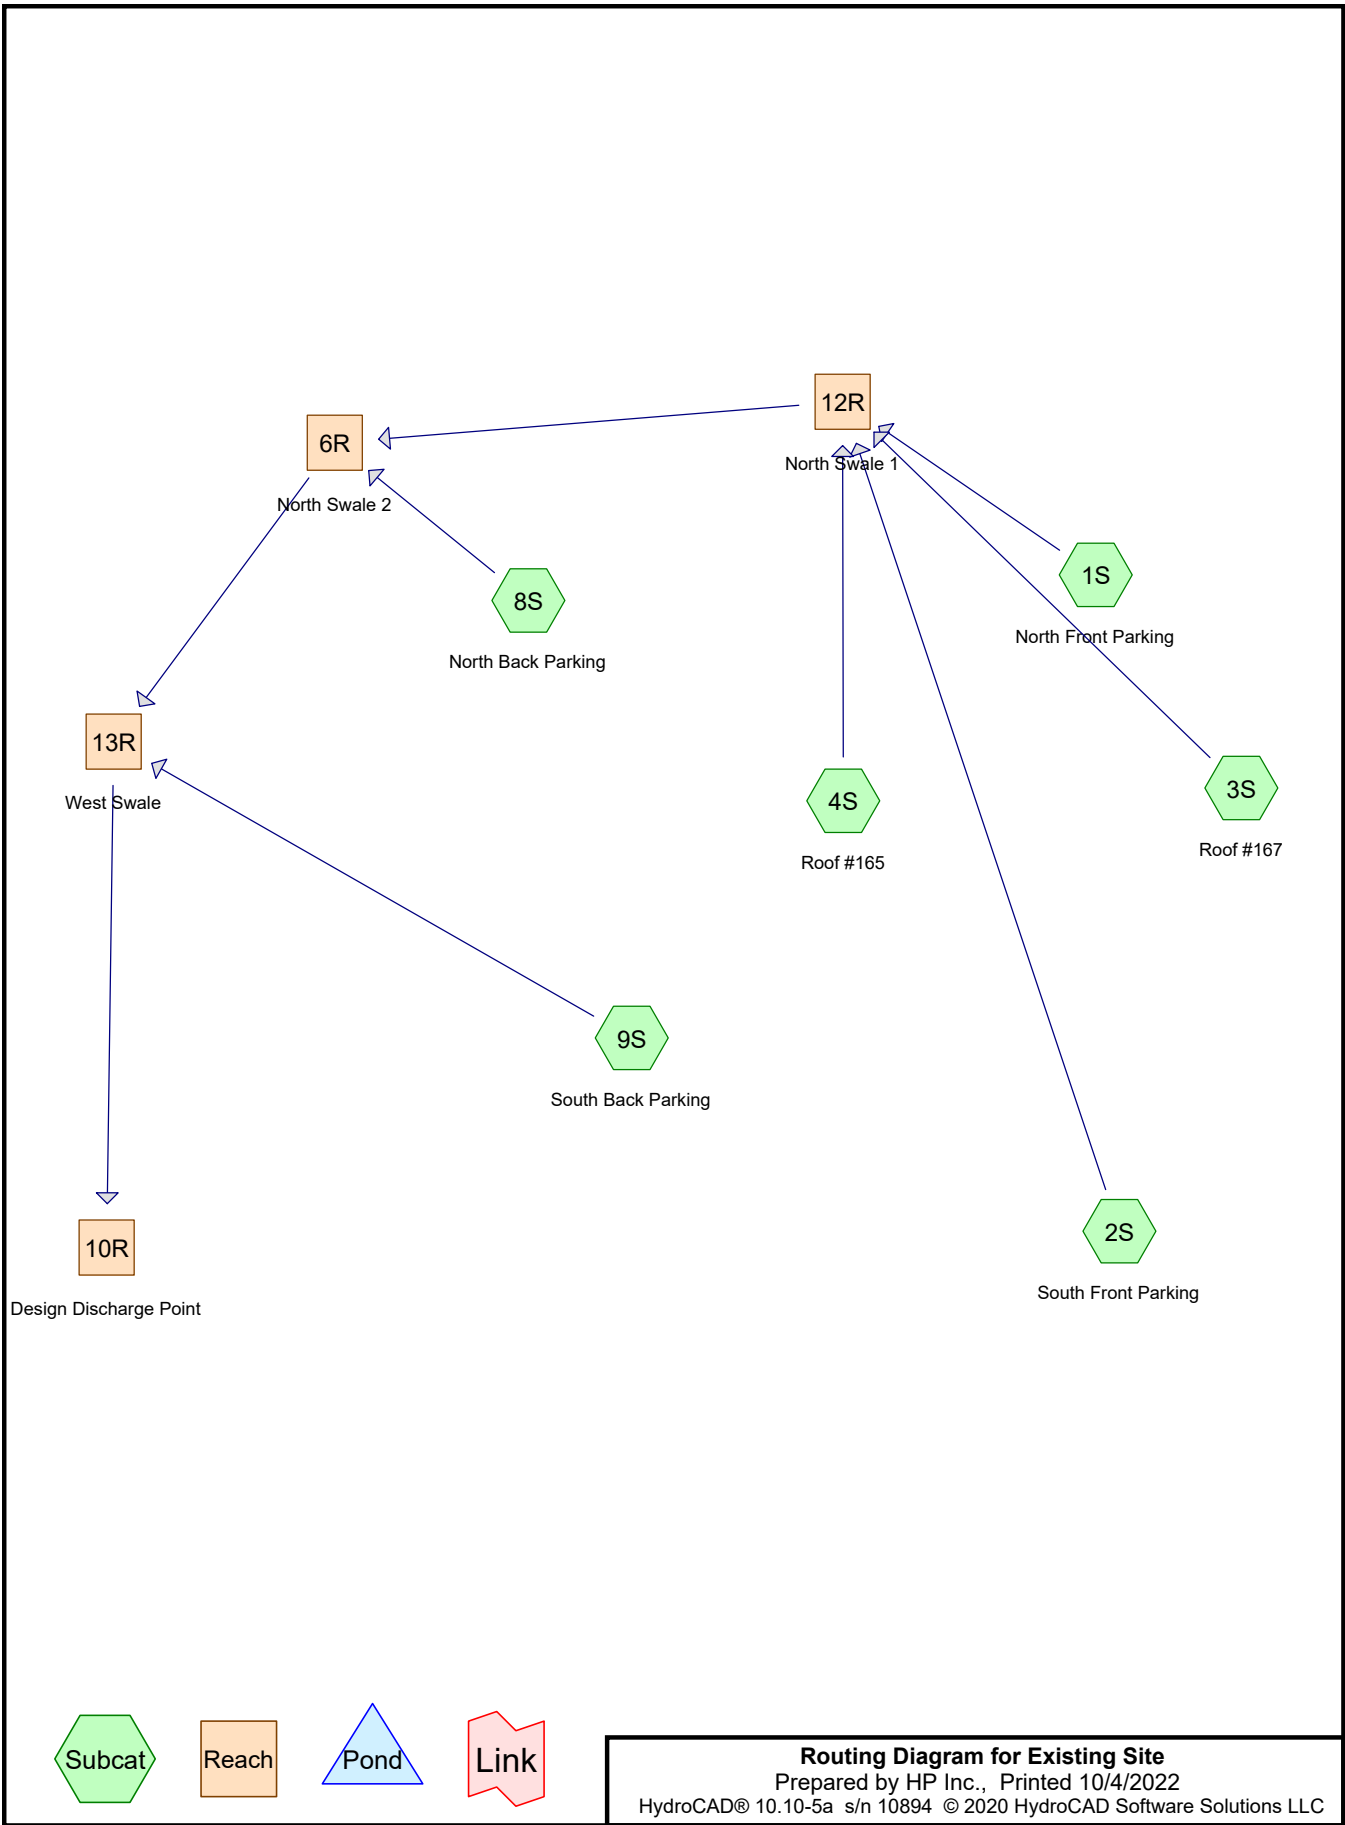 12R
North Swale 1
6R
North Swale 2
1S
North Front Parking
8S
North Back Parking
13R
West Swale
4S
Roof #165
3S
Roof #167
9S
South Back Parking
2S
South Front Parking
10R
Design Discharge Point
Subcat
Reach
Pond
Link
Routing Diagram for Existing Site
Prepared by HP Inc., Printed 10/4/2022
HydroCAD® 10.10-5a s/n 10894 © 2020 HydroCAD Software Solutions LLC